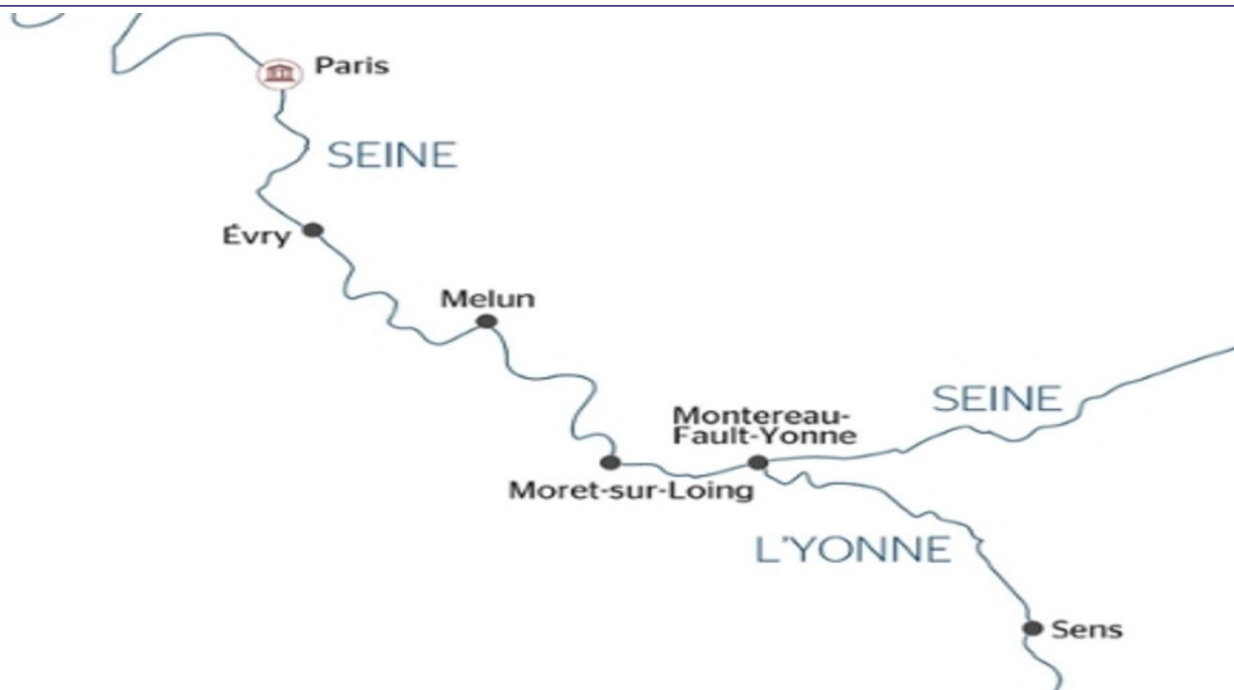 Paris
SEINE
Évry
Melun
SEINE
Montereau-
Fault-Yonne
Moret-sur-Loing
L'YONNE
Sens